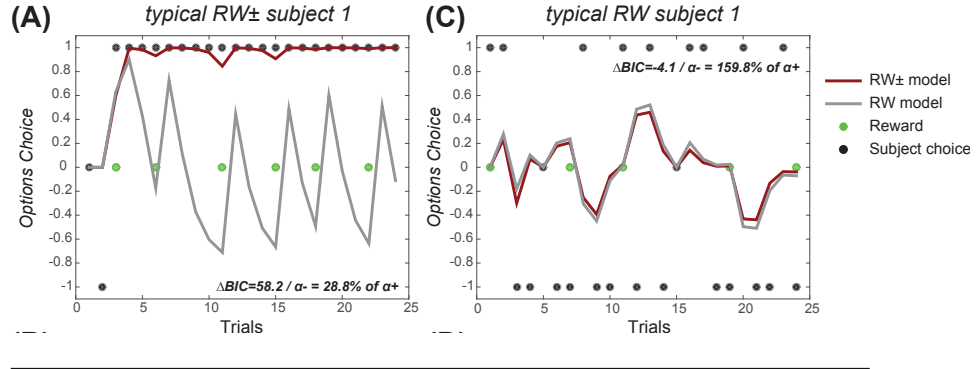 (A) typical RW± subject 1
1
0.8
0.6
0.4
0.2
0
-0.2
-0.4
-0.6
-0.8
-1
Options Choice
ΔBIC=58.2 / α- = 28.8% of α+
0 5 10 15 20 25
Trials
(C) typical RW subject 1
1
0.8
0.6
0.4
0.2
0
-0.2
-0.4
-0.6
-0.8
-1
Options Choice
ΔBIC=-4.1 / α- = 159.8% of α+
0 5 10 15 20 25
Trials
RW± model
RW model
Reward
Subject choice